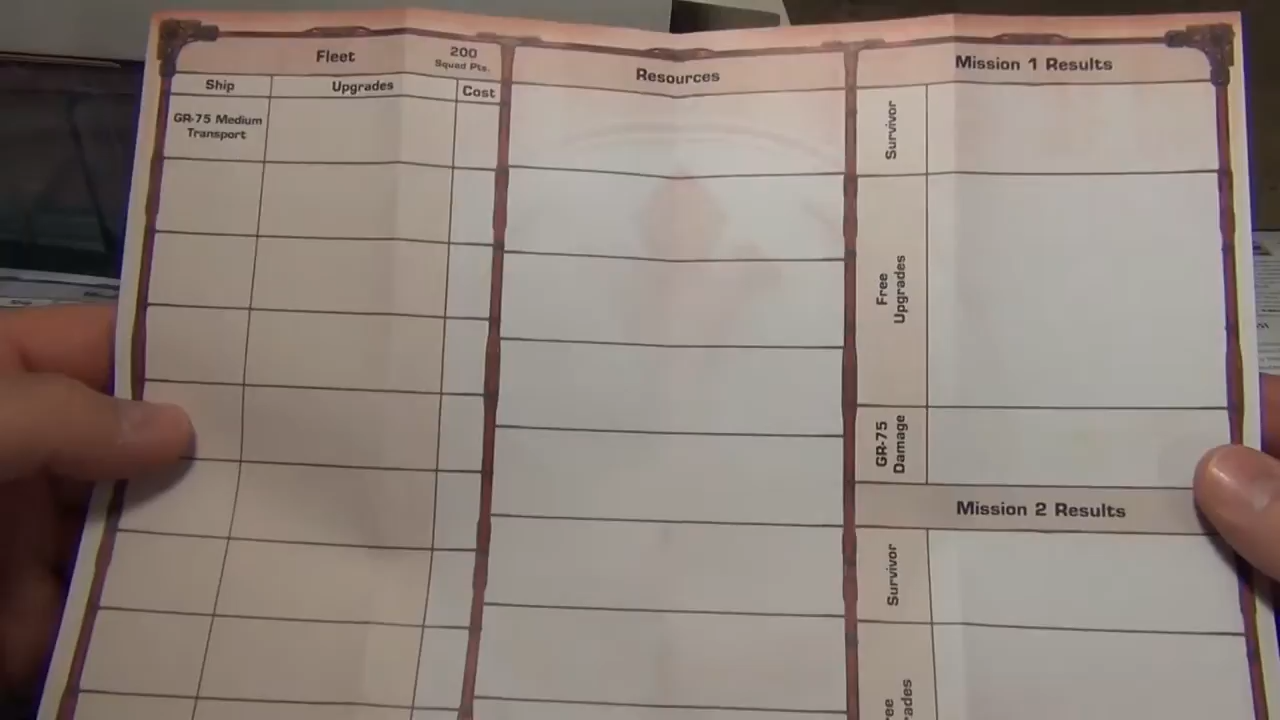 Fleet
200
Squad Pts.
Ship
Upgrades
Cost
GR-75 Medium
Transport
Resources
Mission 1 Results
Survivor
Free
Upgrades
GR-75
Damage
Mission 2 Results
Survivor